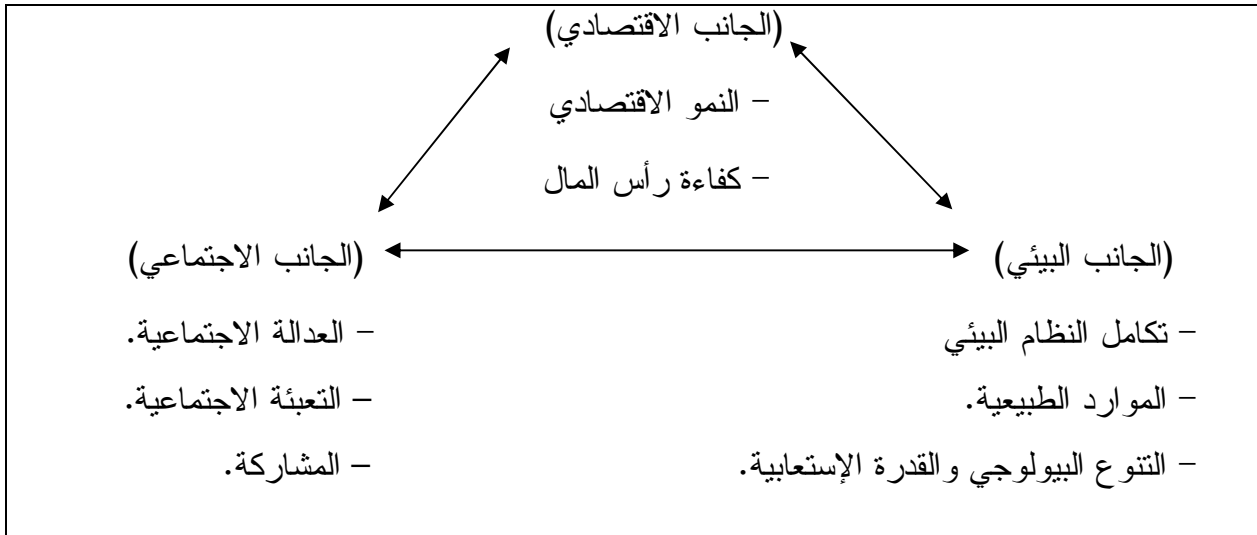 (الجانب الاقتصادي)
– النمو الاقتصادي
– كفاءة رأس المال
(الجانب البيئي)
– تكامل النظام البيئي
– الموارد الطبيعية.
– التنوع البيولوجي والقدرة الإستعابية.
(الجانب الاجتماعي)
– العدالة الاجتماعية.
– التعبئة الاجتماعية.
– المشاركة.